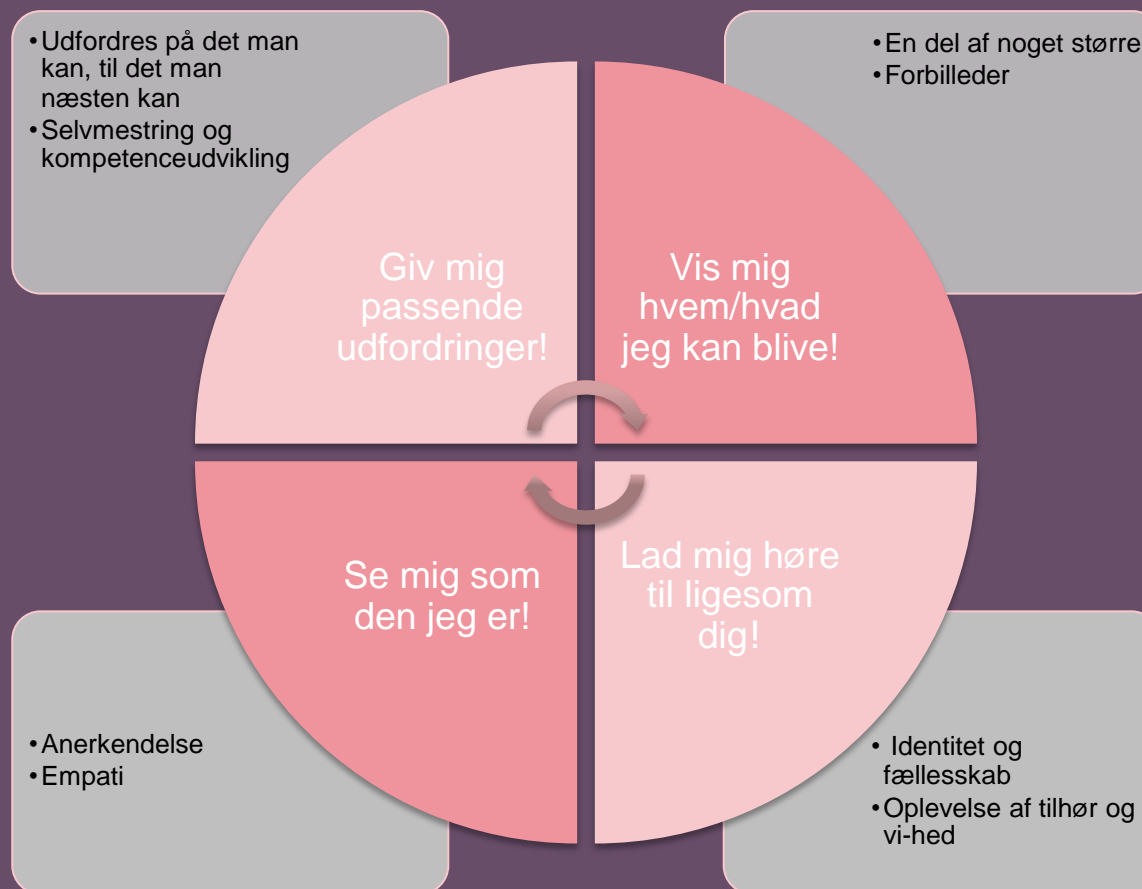 •Udfordres på det man
kan, til det man
næsten kan
•Selvmestring og
kompetenceudvikling
•En del af noget større
•Forbilleder
Giv mig
passende
udfordringer!
Vis mig
hvem/hvad
jeg kan blive!
Se mig som
den jeg er!
Lad mig høre
til ligesom
dig!
•Anerkendelse
•Empati
• Identitet og
fællesskab
•Oplevelse af tilhør og
vi-hed